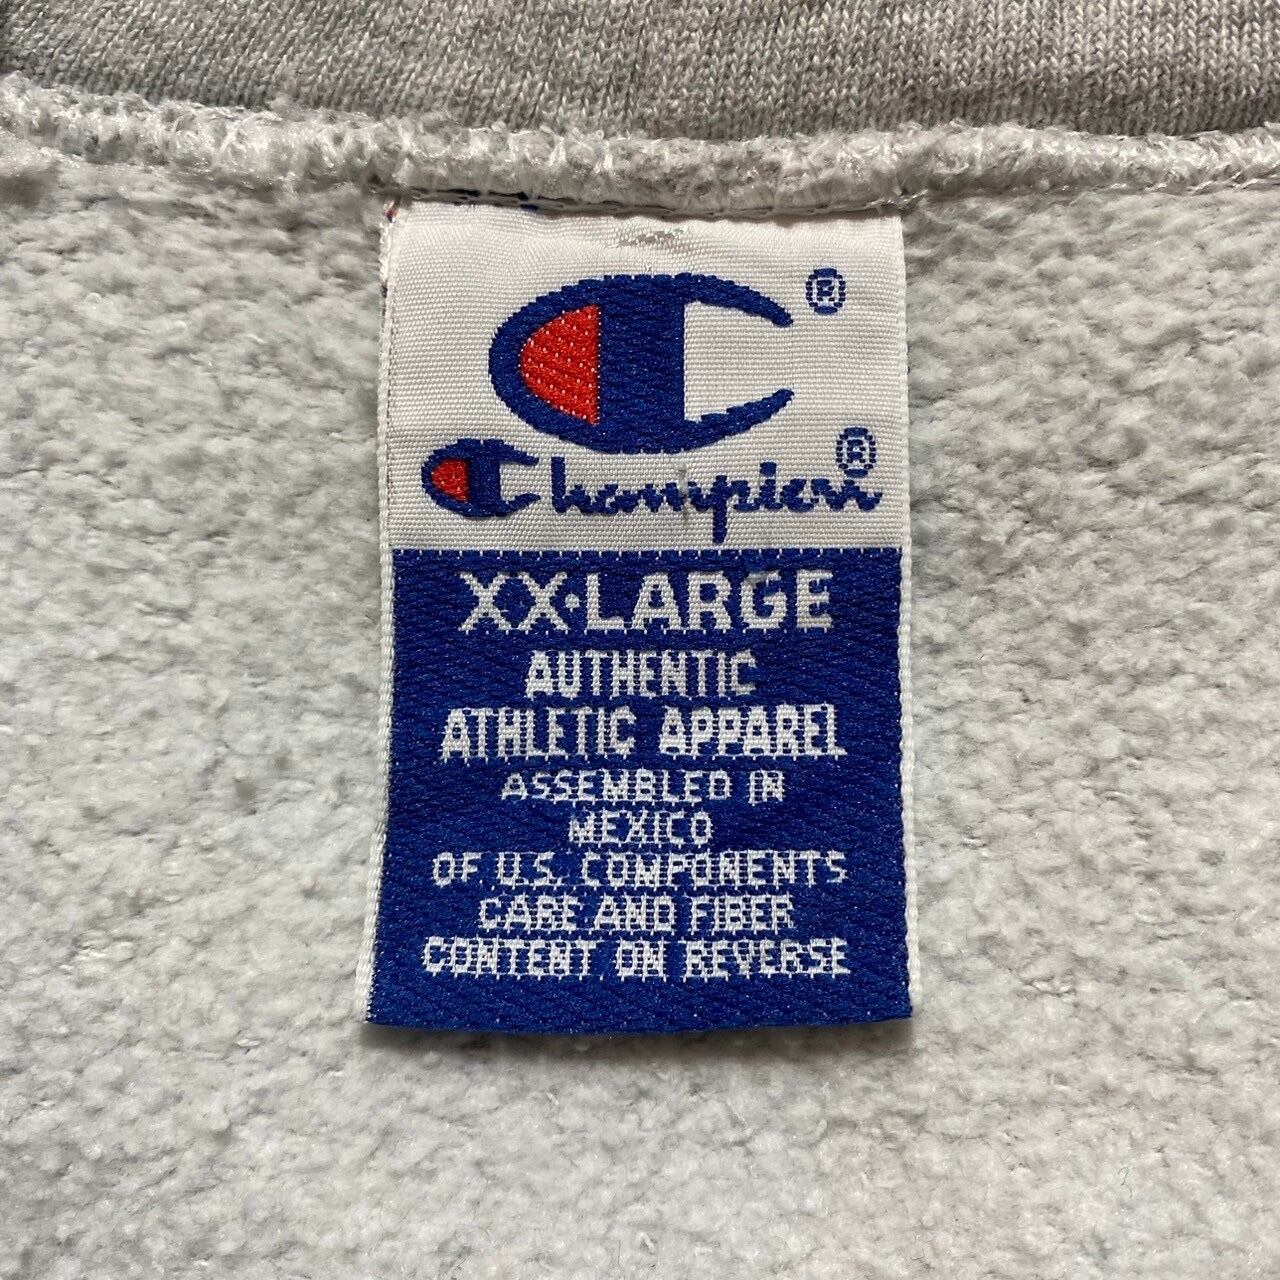 ®
Champion®
XX-LARGE
AUTHENTIC
ATHLETIC APPAREL
ASSEMBLED IN
MEXICO
OF U.S. COMPONENTS
CARE AND FIBER
CONTENT ON REVERSE